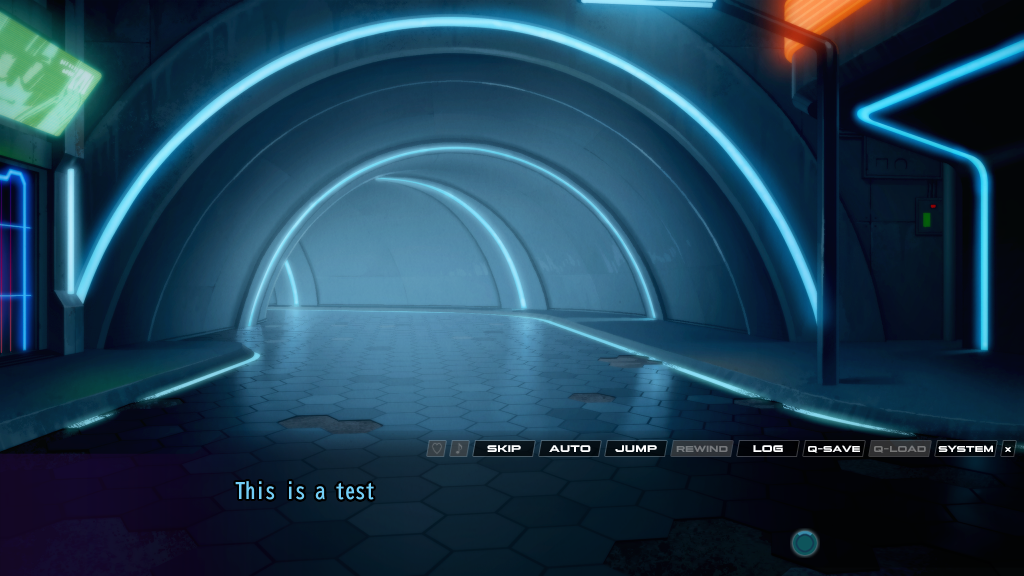 SKIP AUTO JUMP REWIND LOG Q-SAVE Q-LOAD SYSTEM ×
This is a test